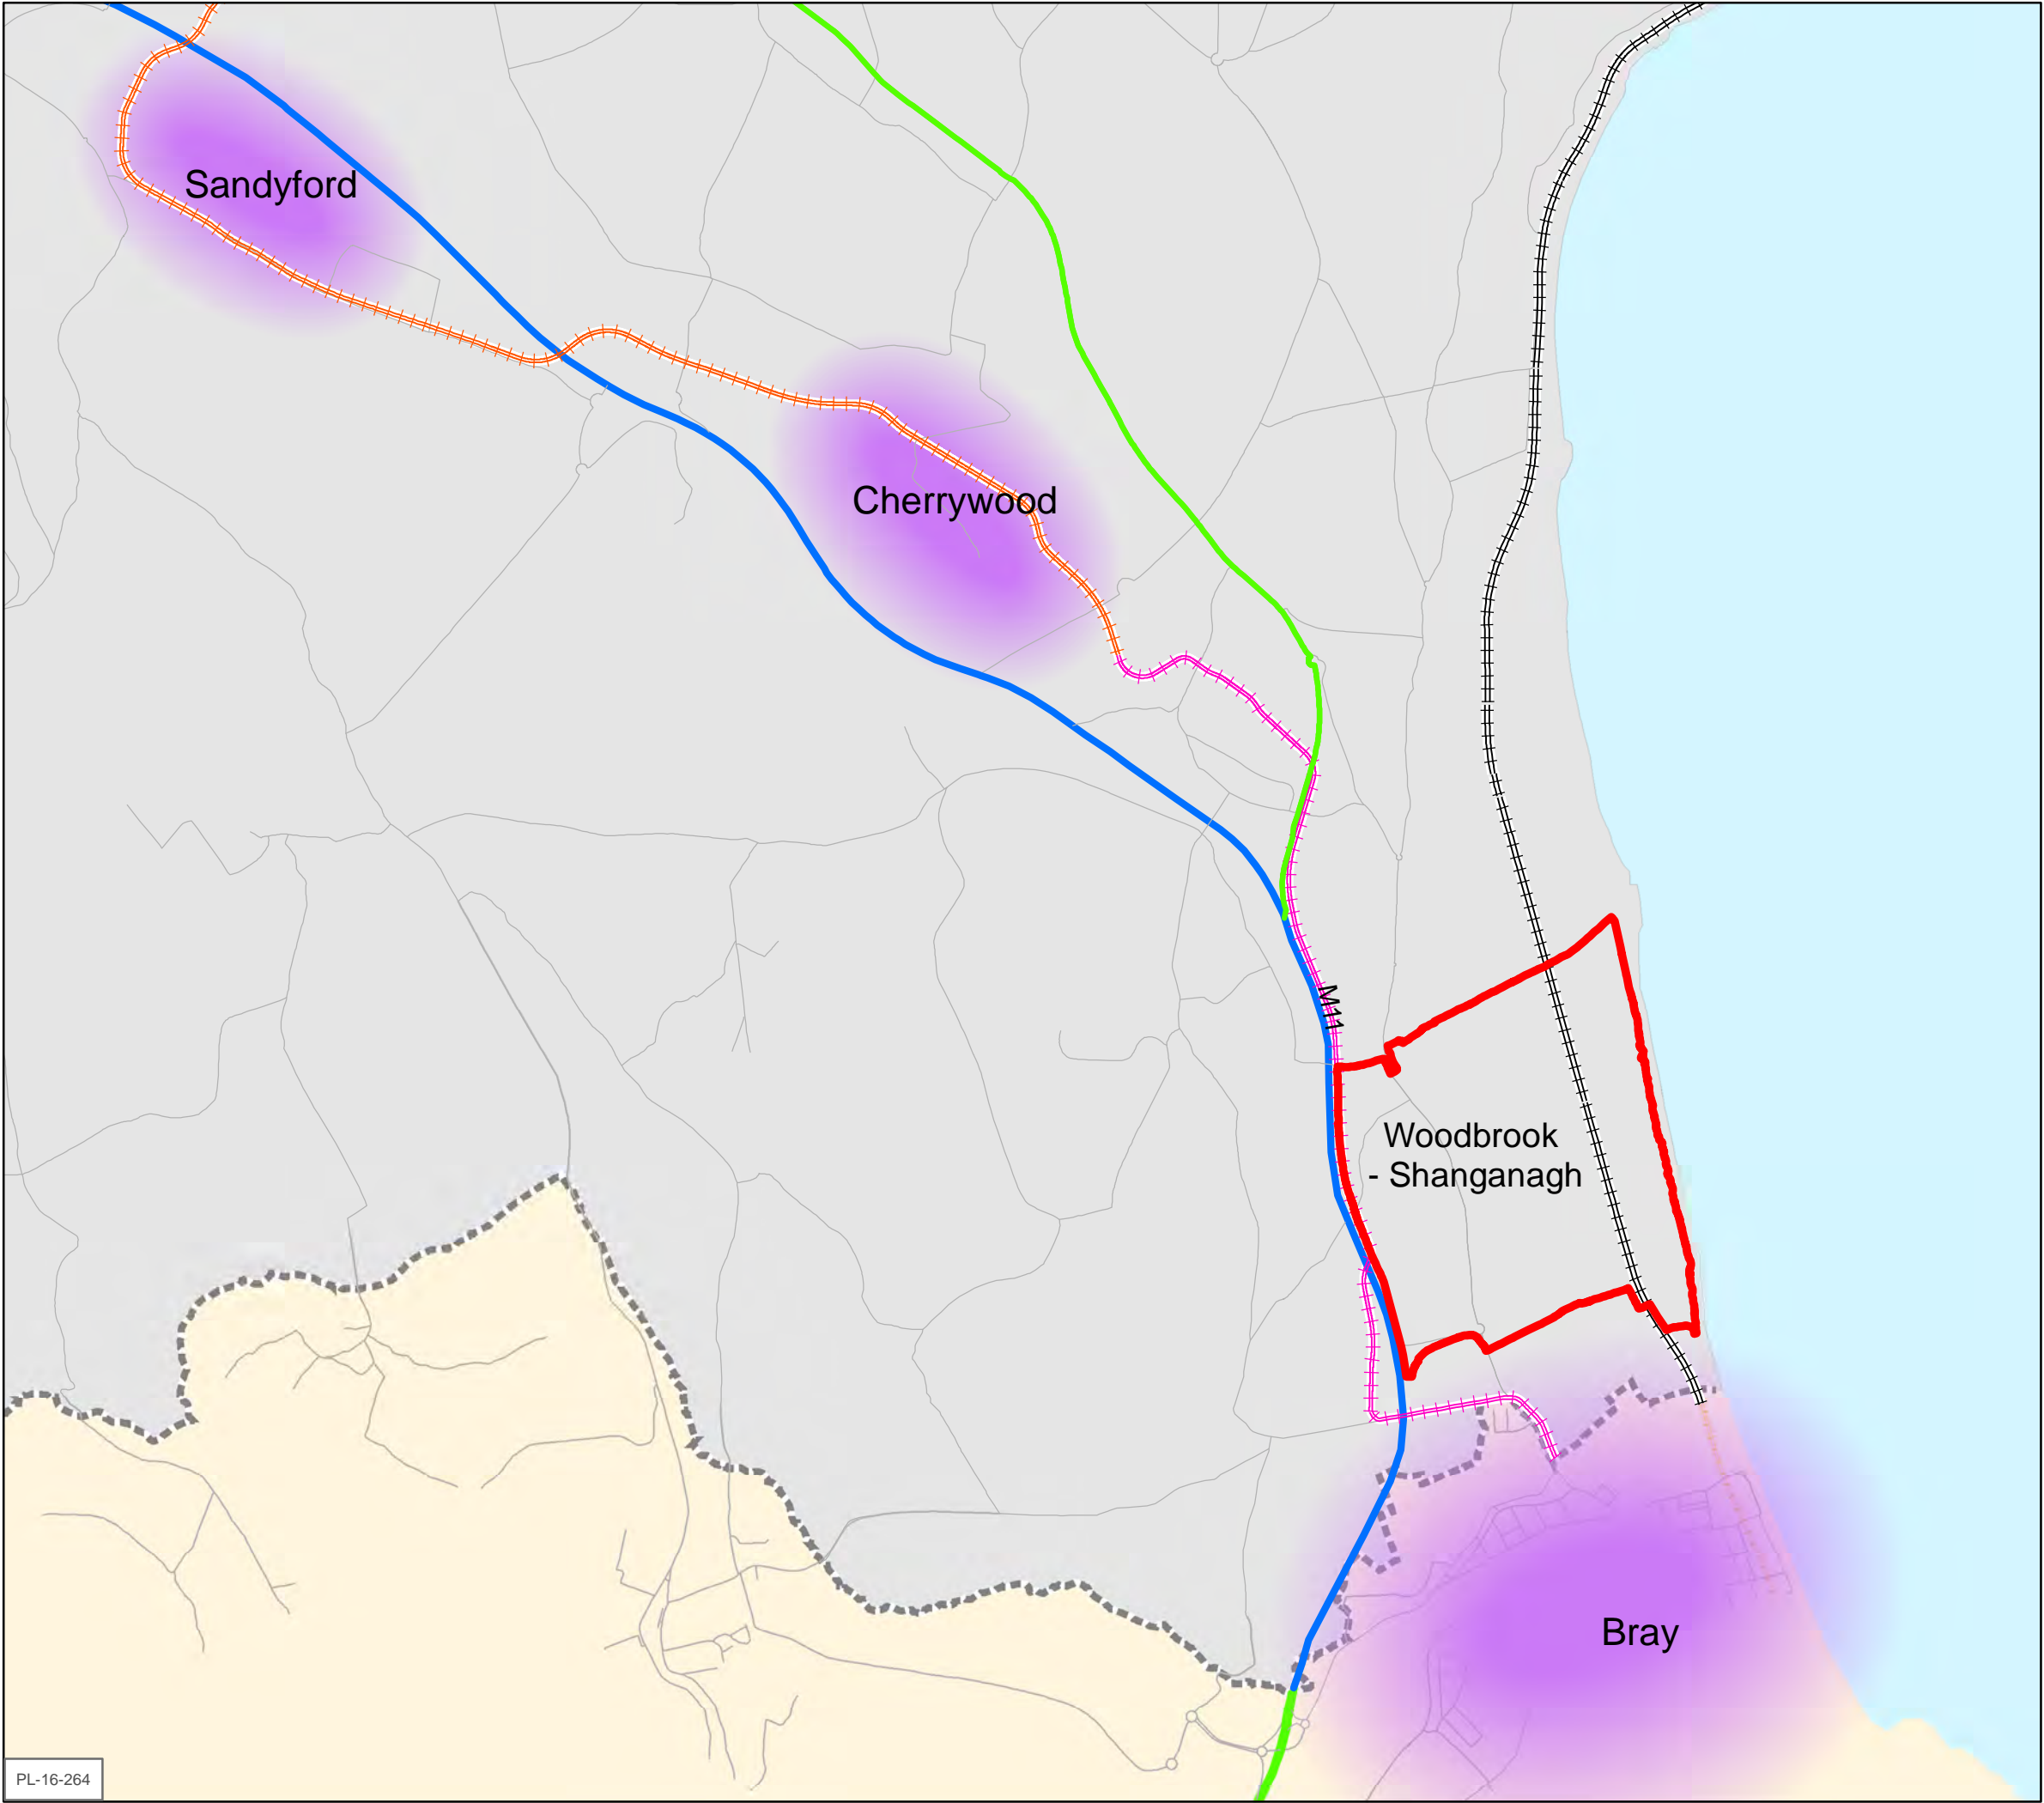 Sandyford
Cherrywood
M11
Woodbrook
- Shanganagh
Bray
PL-16-264